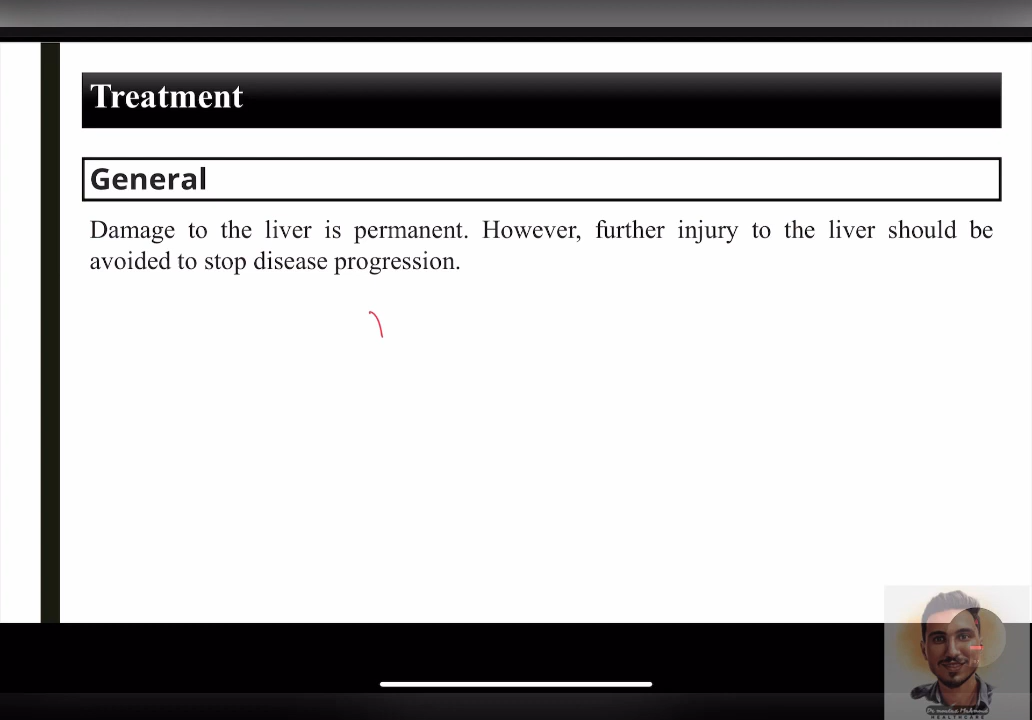 Treatment
General
Damage to the liver is permanent. However, further injury to the liver should be
avoided to stop disease progression.
HEALTHCARE